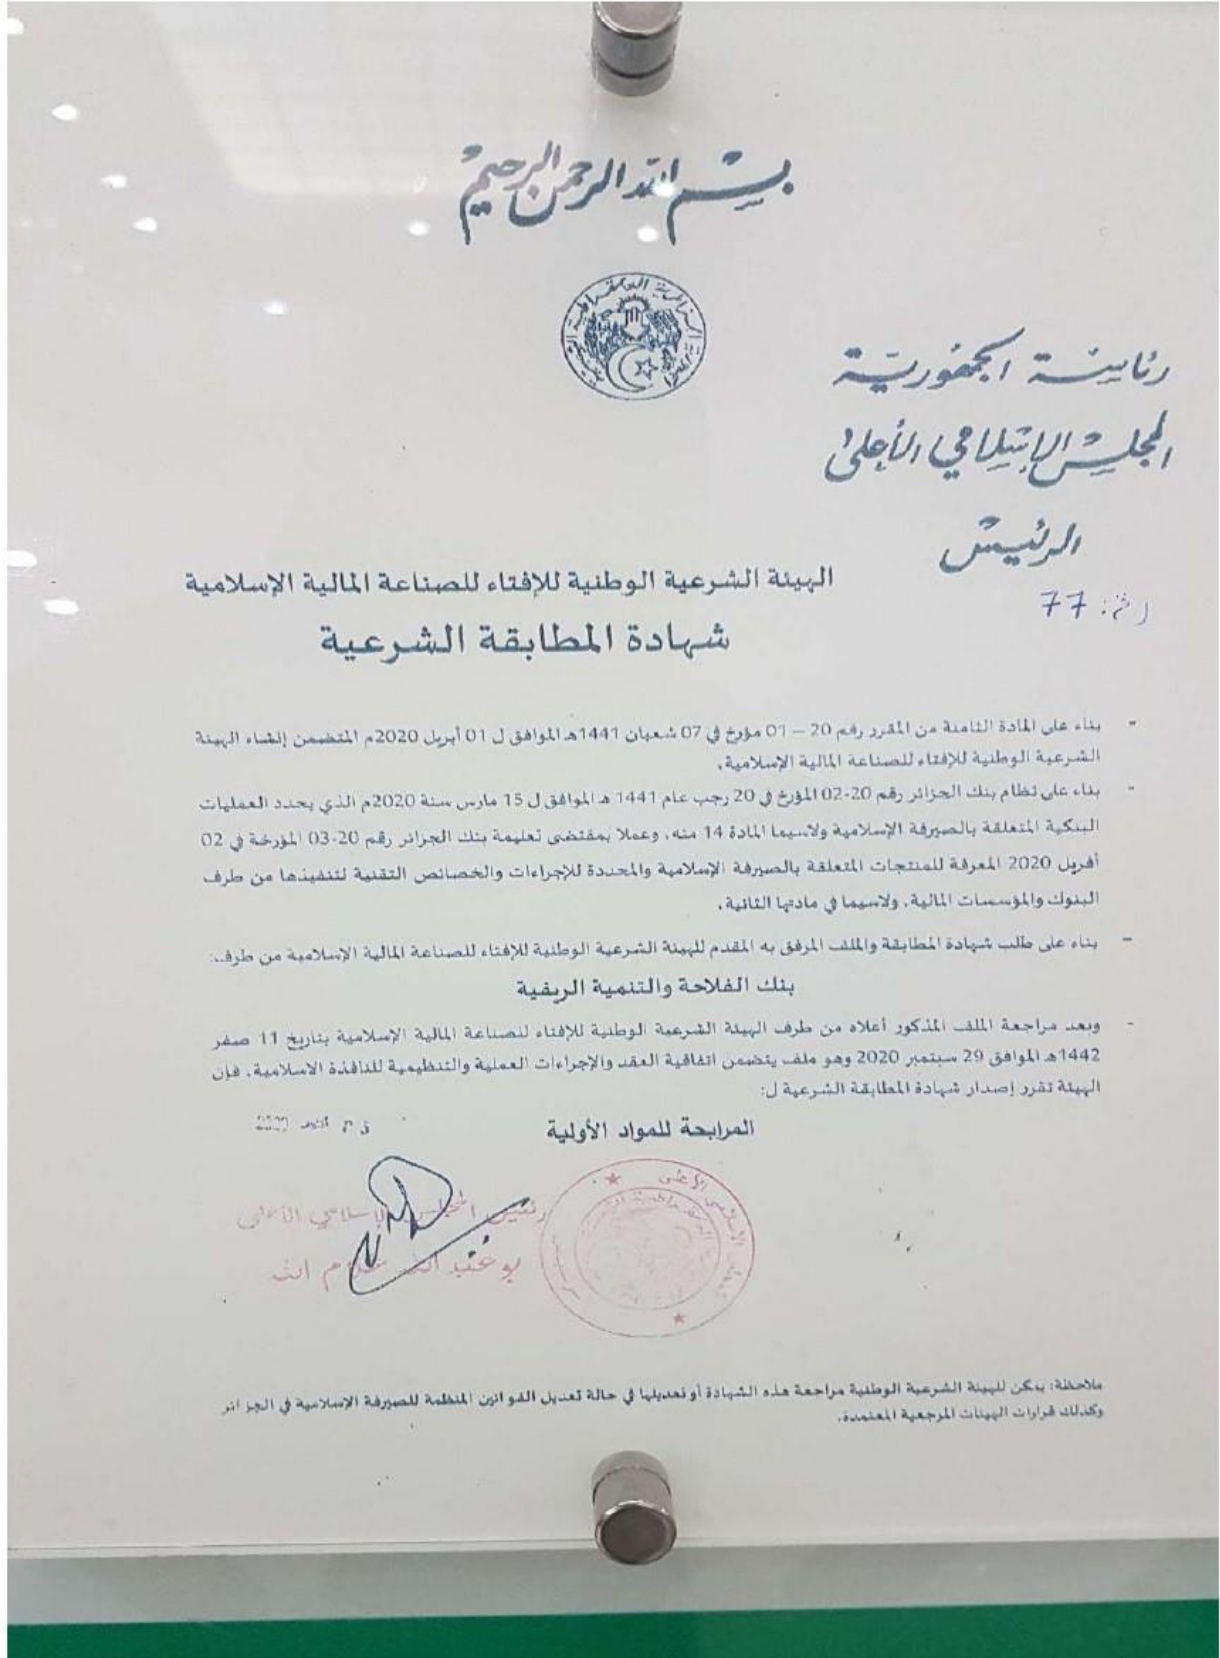 بسم الله الرحمن الرحيم
رئاسة الجمهورية
المجلس الإسلامي الأعلى
الرئيس
رقم: 77
الهيئة الشرعية الوطنية للإفتاء للصناعة المالية الإسلامية
شهادة المطابقة الشرعية
- بناء على المادة الثامنة من المقرر رقم 20 – 01 مؤرخ في 07 شعبان 1441هـ الموافق ل 01 أبريل 2020م المتضمن إنشاء الهيئة
الشرعية الوطنية للإفتاء للصناعة المالية الإسلامية.
- بناء على نظام بنك الجزائر رقم 20-02 المؤرخ في 20 رجب عام 1441 هـ الموافق ل 15 مارس سنة 2020م الذي يحدد العمليات
البنكية المتعلقة بالصيرفة الإسلامية ولاسيما المادة 14 منه، وعملا بمقتضى تعليمة بنك الجزائر رقم 20-03 المؤرخة في 02
أفريل 2020 المعرفة للمنتجات المتعلقة بالصيرفة الإسلامية والمحددة للإجراءات والخصائص التقنية لتنفيذها من طرف
البنوك والمؤسسات المالية، ولاسيما في مادتها الثانية.
- بناء على طلب شهادة المطابقة والملف المرفق به المقدم للهيئة الشرعية الوطنية للإفتاء للصناعة المالية الإسلامية من طرف:
بنك الفلاحة والتنمية الريفية
- وبعد مراجعة الملف المذكور أعلاه من طرف الهيئة الشرعية الوطنية للإفتاء للصناعة المالية الإسلامية بتاريخ 11 صفر
1442هـ الموافق 29 سبتمبر 2020 وهو ملف يتضمن اتفاقية العقد والإجراءات العملية والتنظيمية للنافذة الاسلامية، فإن
الهيئة تقرر إصدار شهادة المطابقة الشرعية ل:
المرابحة للمواد الأولية
رئيس المجلس الإسلامي الأعلى
بوعبد الله غلام الله
ملاحظة: يمكن للهيئة الشرعية الوطنية مراجعة هذه الشهادة أو تعديلها في حالة تعديل القوانين المنظمة للصيرفة الإسلامية في الجزائر
وكذلك قرارات الهيئات المرجعية المعتمدة.